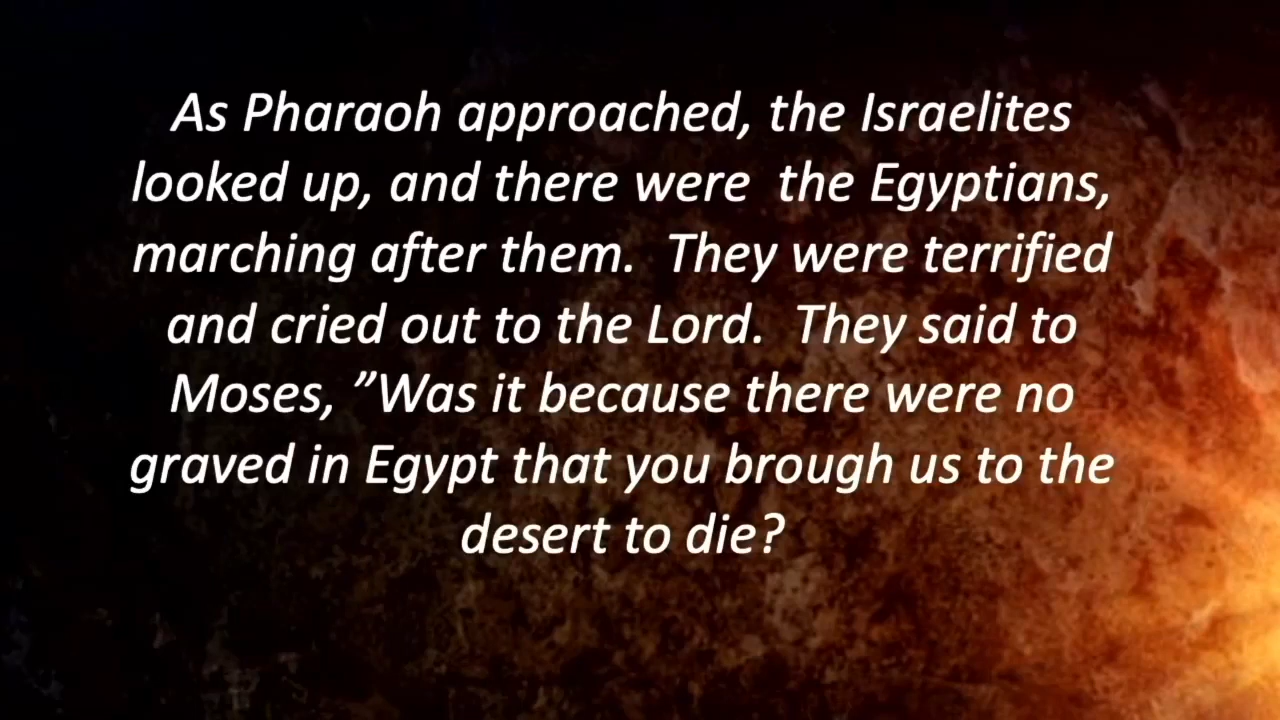 As Pharaoh approached, the Israelites
looked up, and there were  the Egyptians,
marching after them.  They were terrified
and cried out to the Lord.  They said to
Moses, ”Was it because there were no
graved in Egypt that you brough us to the
desert to die?